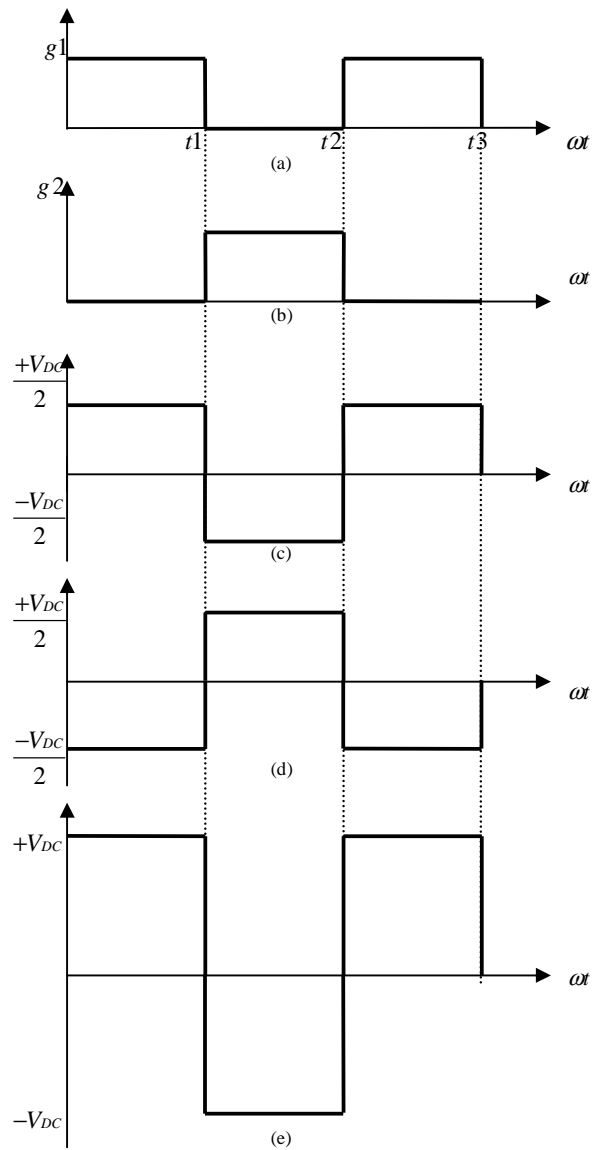 g1
t1 t2 t3 ωt
(a)
g2
ωt
(b)
+VDC
2
ωt
−VDC
2
(c)
+VDC
2
ωt
−VDC
2
(d)
+VDC
ωt
−VDC
(e)